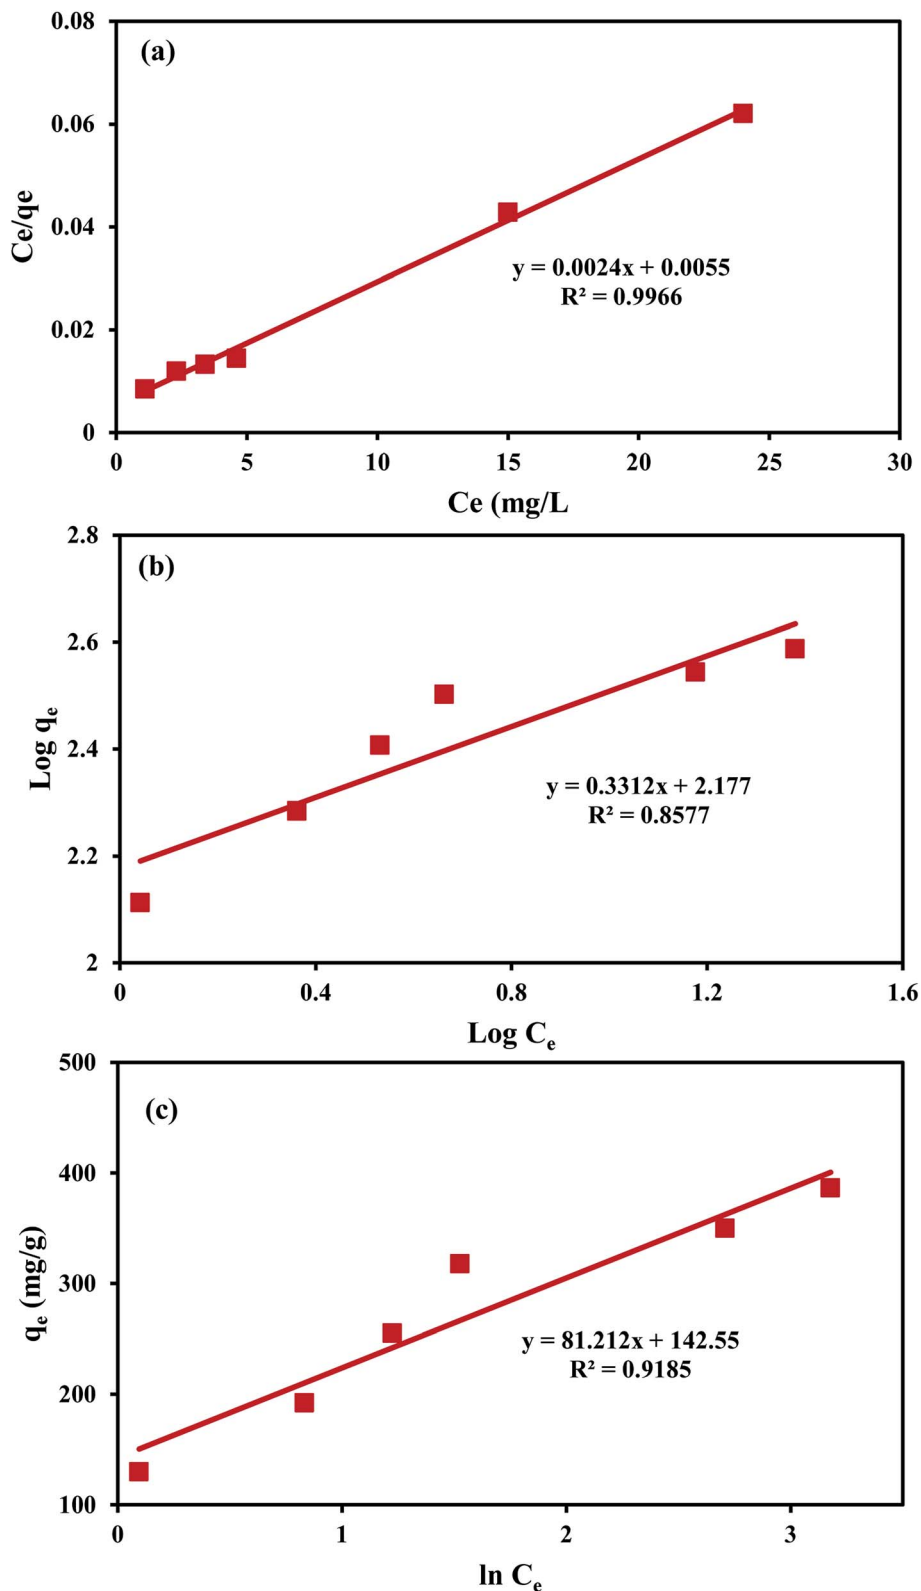 (a)
0.08
0.06
0.04
0.02
0
Ce/qe
y = 0.0024x + 0.0055
R² = 0.9966
0 5 10 15 20 25 30
Ce (mg/L
(b)
2.8
2.6
2.4
2.2
2
Log qₑ
y = 0.3312x + 2.177
R² = 0.8577
0 0.4 0.8 1.2 1.6
Log Cₑ
(c)
500
400
300
200
100
qₑ (mg/g)
y = 81.212x + 142.55
R² = 0.9185
0 1 2 3
ln Cₑ